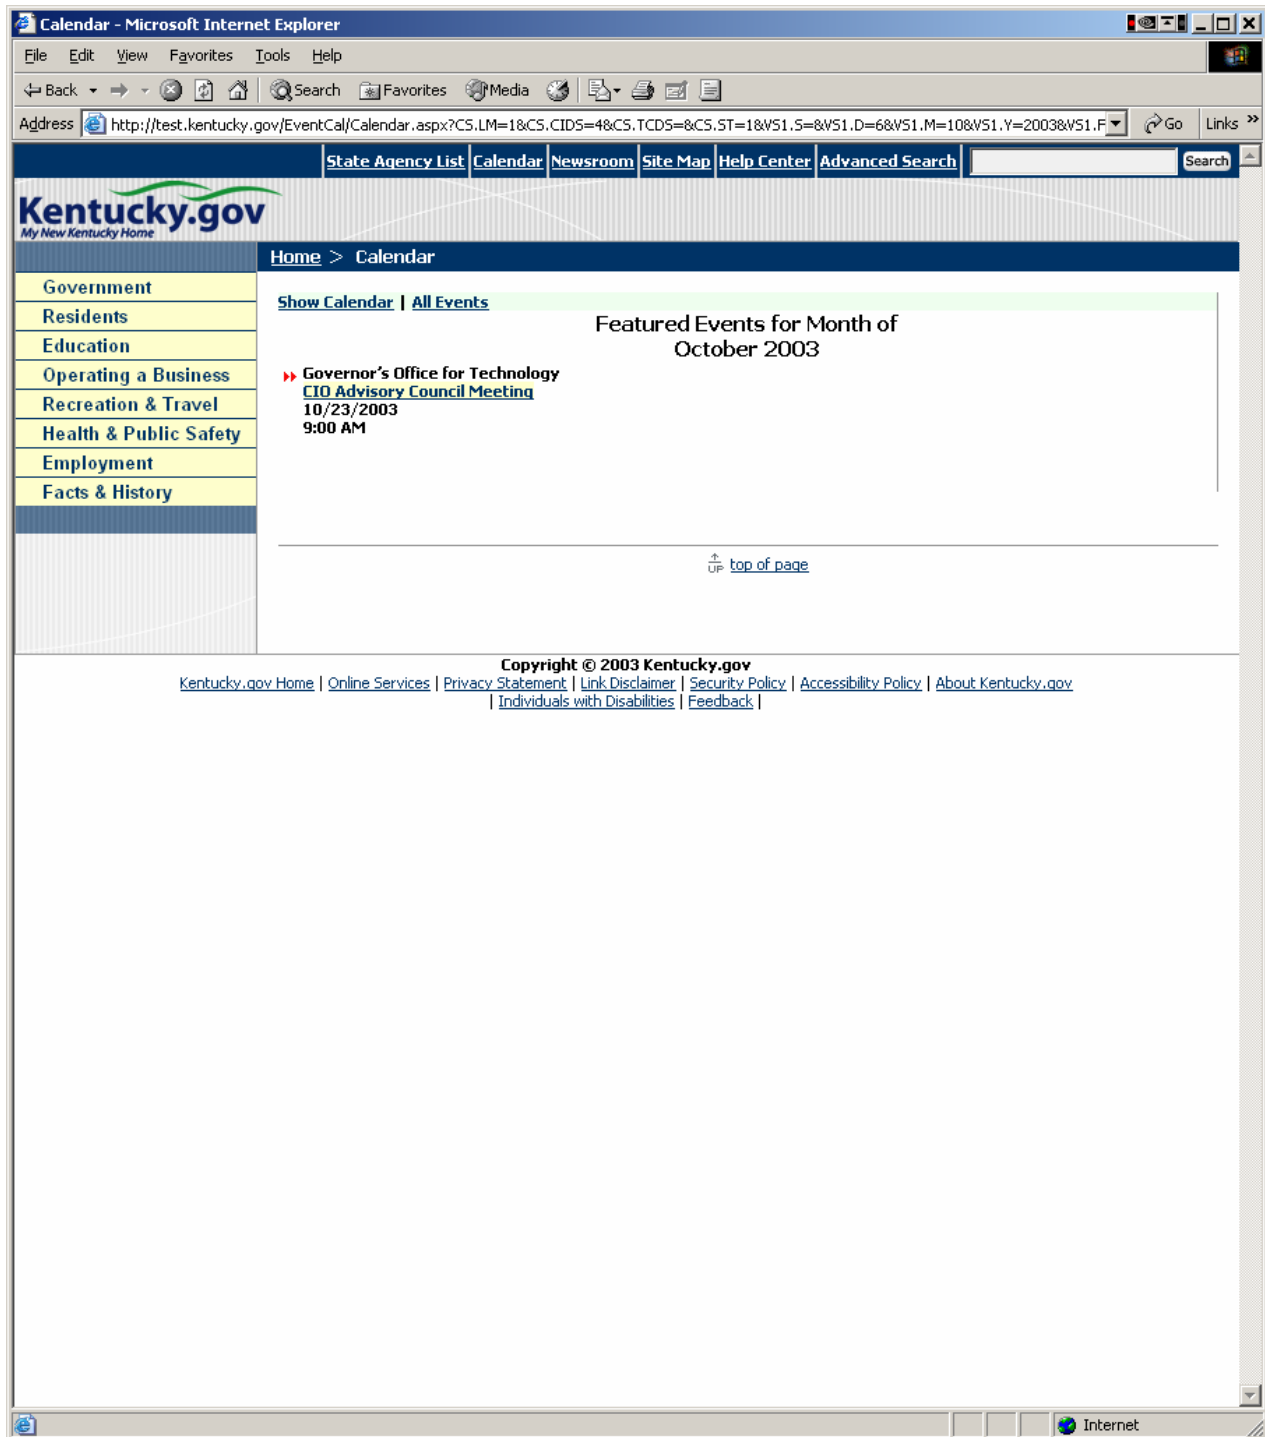 Calendar - Microsoft Internet Explorer
File Edit View Favorites Tools Help
Back Search Favorites Media
Address http://test.kentucky.gov/EventCal/Calendar.aspx?CS.LM=1&CS.CIDS=4&CS.TCDS=&CS.ST=1&VS1.S=&VS1.D=6&VS1.M=10&VS1.Y=2003&VS1.F Go Links »
State Agency List Calendar Newsroom Site Map Help Center Advanced Search Search
Kentucky.gov
My New Kentucky Home
Home > Calendar
Government
Residents
Education
Operating a Business
Recreation & Travel
Health & Public Safety
Employment
Facts & History
Show Calendar | All Events
Featured Events for Month of
October 2003
Governor's Office for Technology
CIO Advisory Council Meeting
10/23/2003
9:00 AM
UP top of page
Copyright © 2003 Kentucky.gov
Kentucky.gov Home | Online Services | Privacy Statement | Link Disclaimer | Security Policy | Accessibility Policy | About Kentucky.gov
| Individuals with Disabilities | Feedback |
Internet